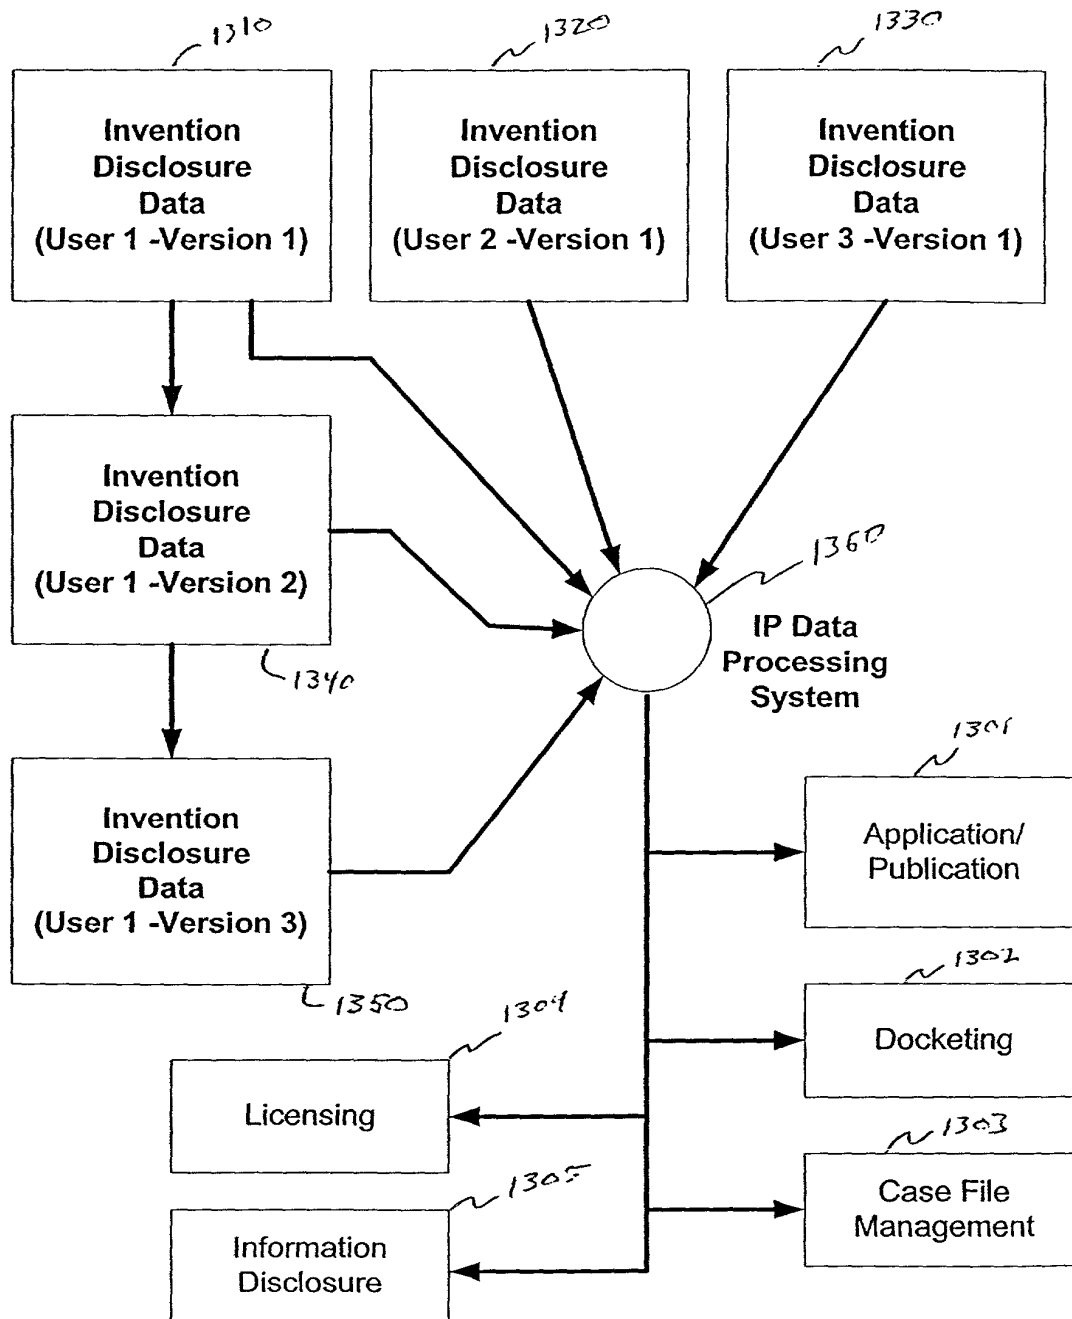 1310
1320
1330
Invention
Disclosure
Data
(User 1 -Version 1)
Invention
Disclosure
Data
(User 2 -Version 1)
Invention
Disclosure
Data
(User 3 -Version 1)
Invention
Disclosure
Data
(User 1 -Version 2)
1340
1360
IP Data
Processing
System
Invention
Disclosure
Data
(User 1 -Version 3)
1350
1301
Application/
Publication
1302
Docketing
1304
Licensing
1303
Case File
Management
1305
Information
Disclosure